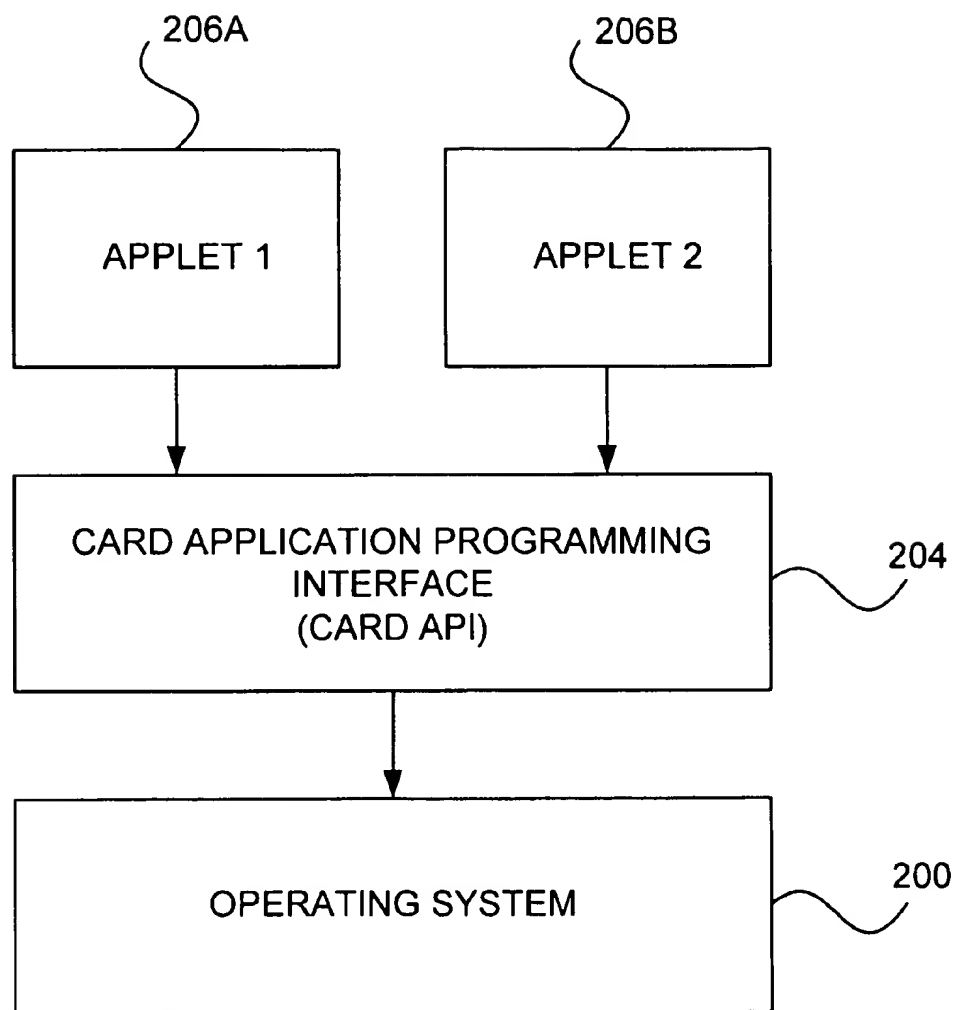 206A
206B
APPLET 1
APPLET 2
CARD APPLICATION PROGRAMMING
INTERFACE
(CARD API)
204
OPERATING SYSTEM
200